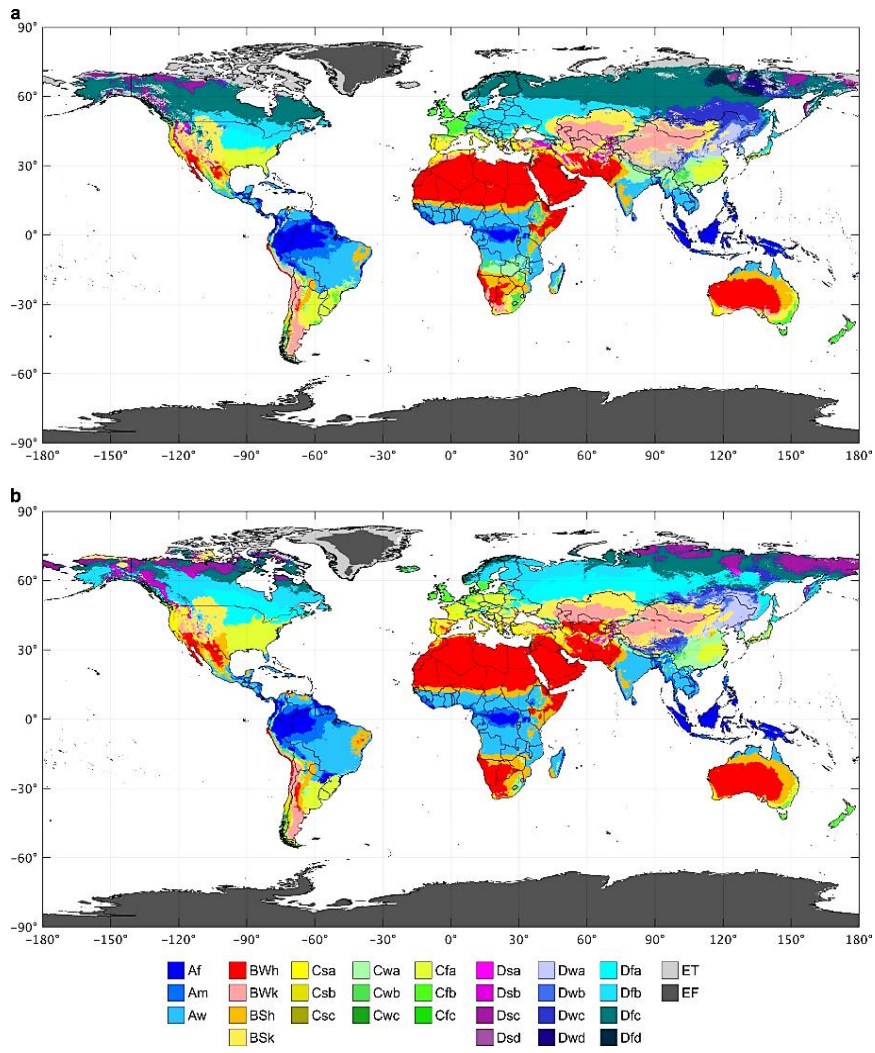 a
90°
60°
30°
0°
−30°
−60°
−90°
−180° −150° −120° −90° −60° −30° 0° 30° 60° 90° 120° 150° 180°
b
90°
60°
30°
0°
−30°
−60°
−90°
−180° −150° −120° −90° −60° −30° 0° 30° 60° 90° 120° 150° 180°
Af BWh Csa Cwa Cfa Dsa Dwa Dfa ET
Am BWk Csb Cwb Cfb Dsb Dwb Dfb EF
Aw BSh Csc Cwc Cfc Dsc Dwc Dfc
BSk Dsd Dwd Dfd